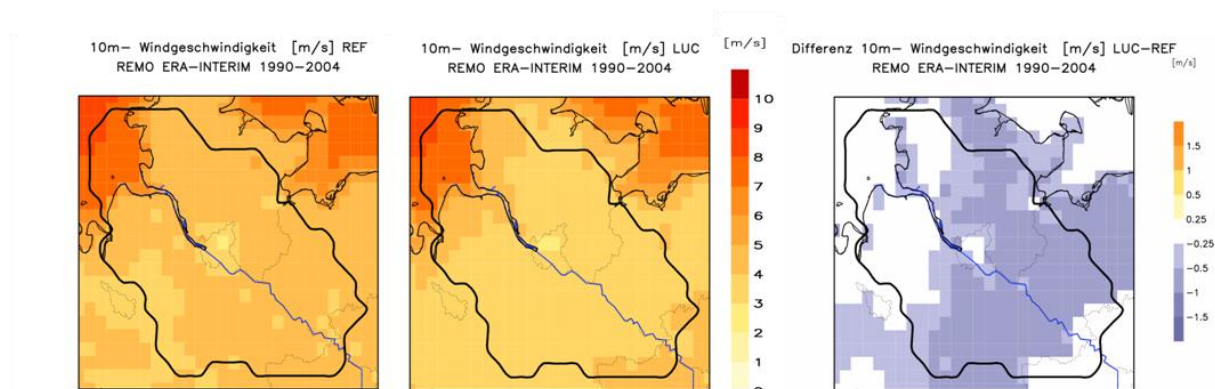 10m- Windgeschwindigkeit [m/s] REF
REMO ERA-INTERIM 1990-2004
10m- Windgeschwindigkeit [m/s] LUC
REMO ERA-INTERIM 1990-2004
[m/s]
10
9
8
7
6
5
4
3
2
1
Differenz 10m- Windgeschwindigkeit [m/s] LUC-REF
REMO ERA-INTERIM 1990-2004
[m/s]
1.5
1
0.5
0.25
-0.25
-0.5
-1
-1.5